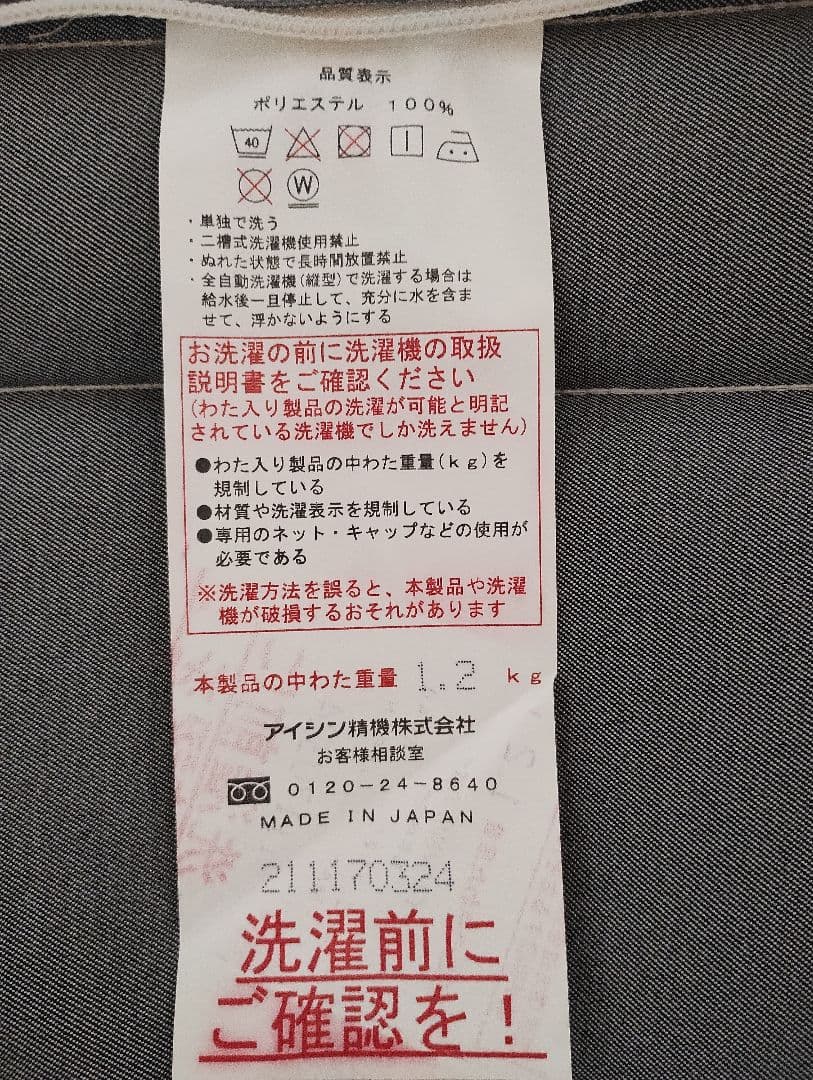 品質表示
ポリエステル　１００％
40
W
・単独で洗う
・二槽式洗濯機使用禁止
・ぬれた状態で長時間放置禁止
・全自動洗濯機（縦型）で洗濯する場合は
給水後一旦停止して、充分に水を含ま
せて、浮かないようにする
お洗濯の前に洗濯機の取扱
説明書をご確認ください
（わた入り製品の洗濯が可能と明記
されている洗濯機でしか洗えません）
●わた入り製品の中わた重量（ｋｇ）を
規制している
●材質や洗濯表示を規制している
●専用のネット・キャップなどの使用が
必要である
※洗濯方法を誤ると、本製品や洗濯
機が破損するおそれがあります
本製品の中わた重量 1.2 ｋｇ
アイシン精機株式会社
お客様相談室
０１２０－２４－８６４０
MADE IN JAPAN
211170324
洗濯前に
ご確認を！